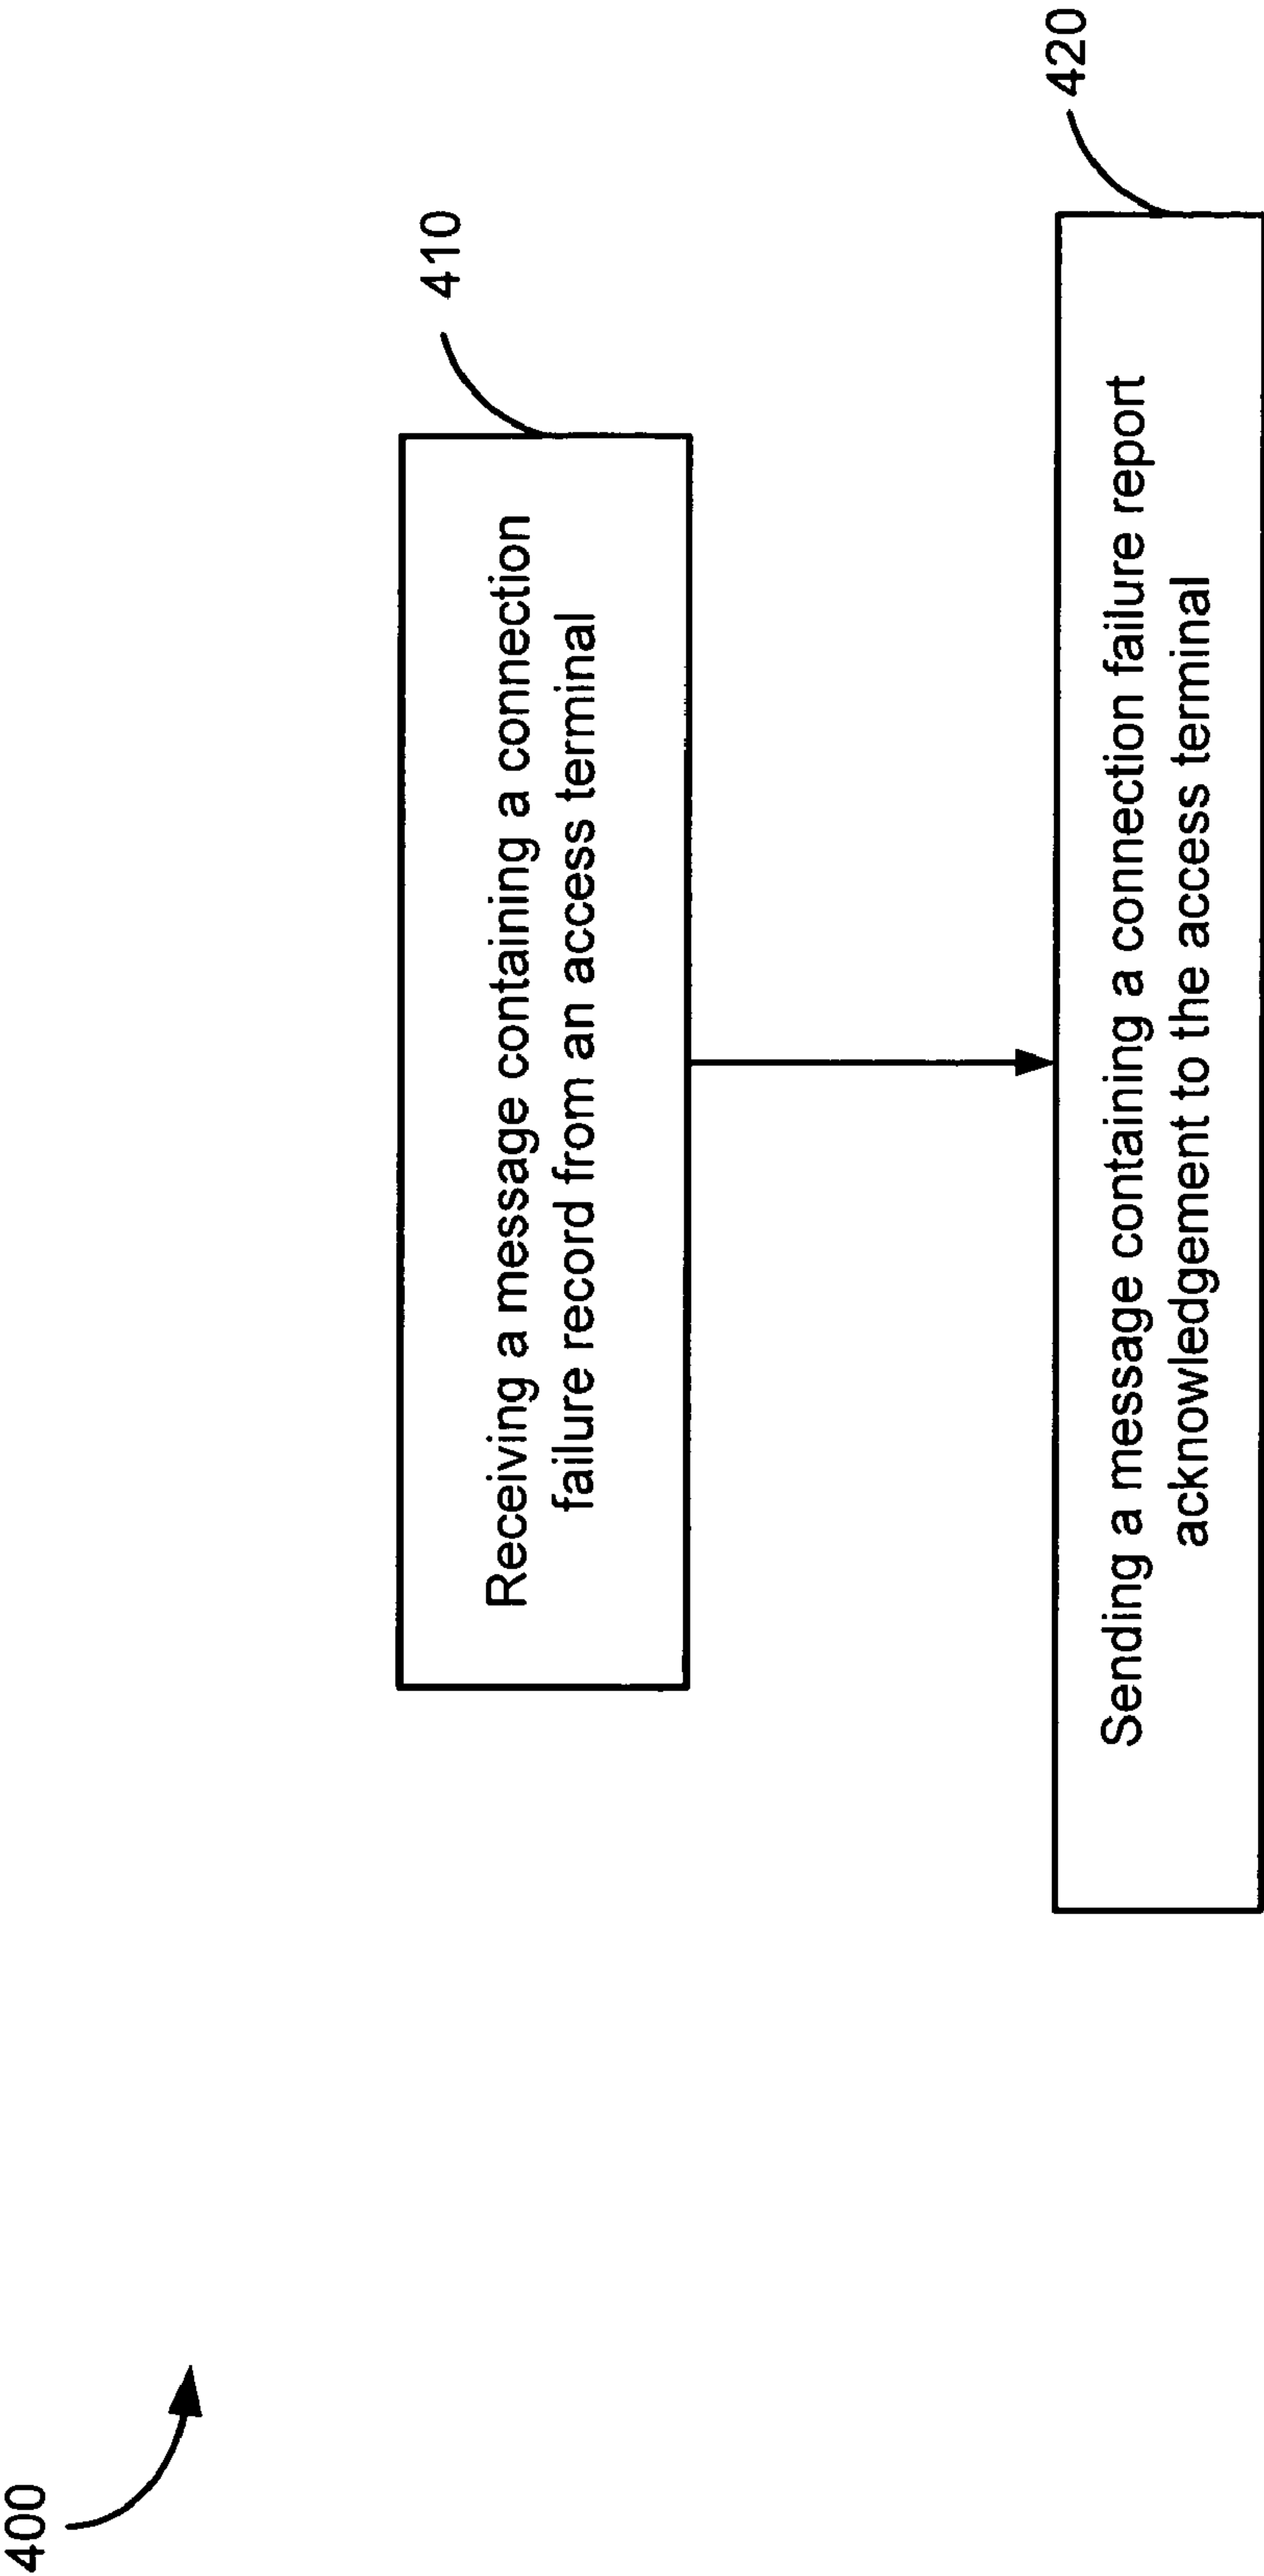 400
410
Receiving a message containing a connection
failure record from an access terminal
420
Sending a message containing a connection failure report
acknowledgement to the access terminal